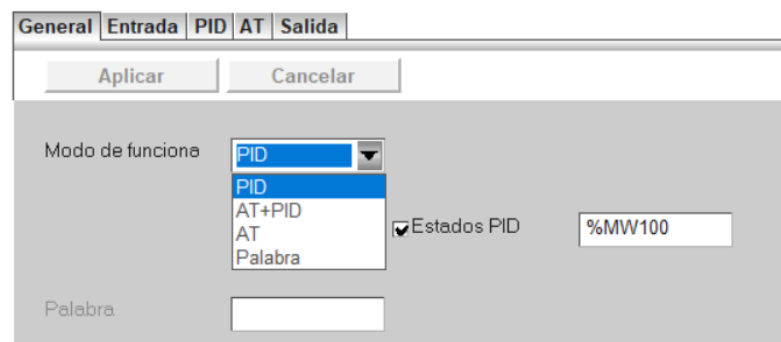 General Entrada PID AT Salida
Aplicar Cancelar
Modo de funciona PID
PID
AT+PID
AT
Palabra
Estados PID %MW100
Palabra